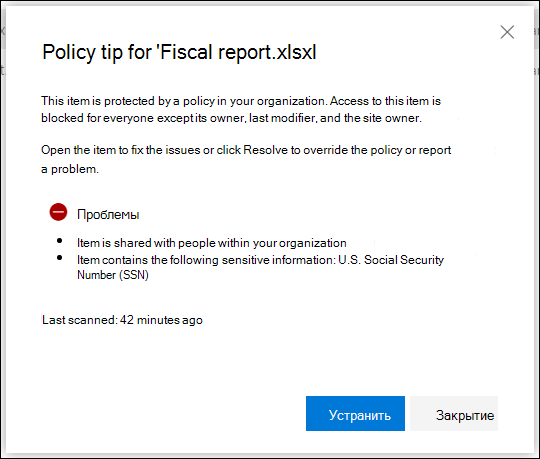 Policy tip for 'Fiscal report.xlsxl
This item is protected by a policy in your organization. Access to this item is
blocked for everyone except its owner, last modifier, and the site owner.
Open the item to fix the issues or click Resolve to override the policy or report
a problem.
Проблемы
Item is shared with people within your organization
Item contains the following sensitive information: U.S. Social Security
Number (SSN)
Last scanned: 42 minutes ago
Устранить
Закрытие